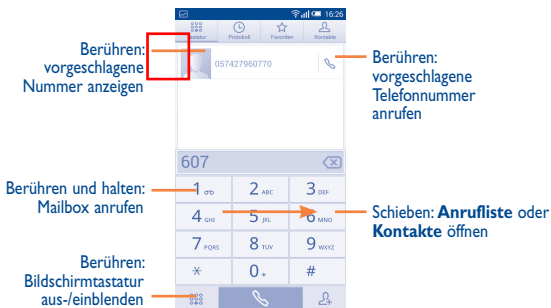 16:26
Tastatur
Protokoll
Favoriten
Kontakte
Berühren:
vorgeschlagene
Nummer anzeigen
057427960770
Berühren:
vorgeschlagene
Telefonnummer
anrufen
607
Berühren und halten:
Mailbox anrufen
1
2 ABC
3 DEF
4 GHI
5 JKL
6 MNO
Schieben: Anrufliste oder
Kontakte öffnen
7 PQRS
8 TUV
9 WXYZ
Berühren:
Bildschirmtastatur
aus-/einblenden
*
0 +
#